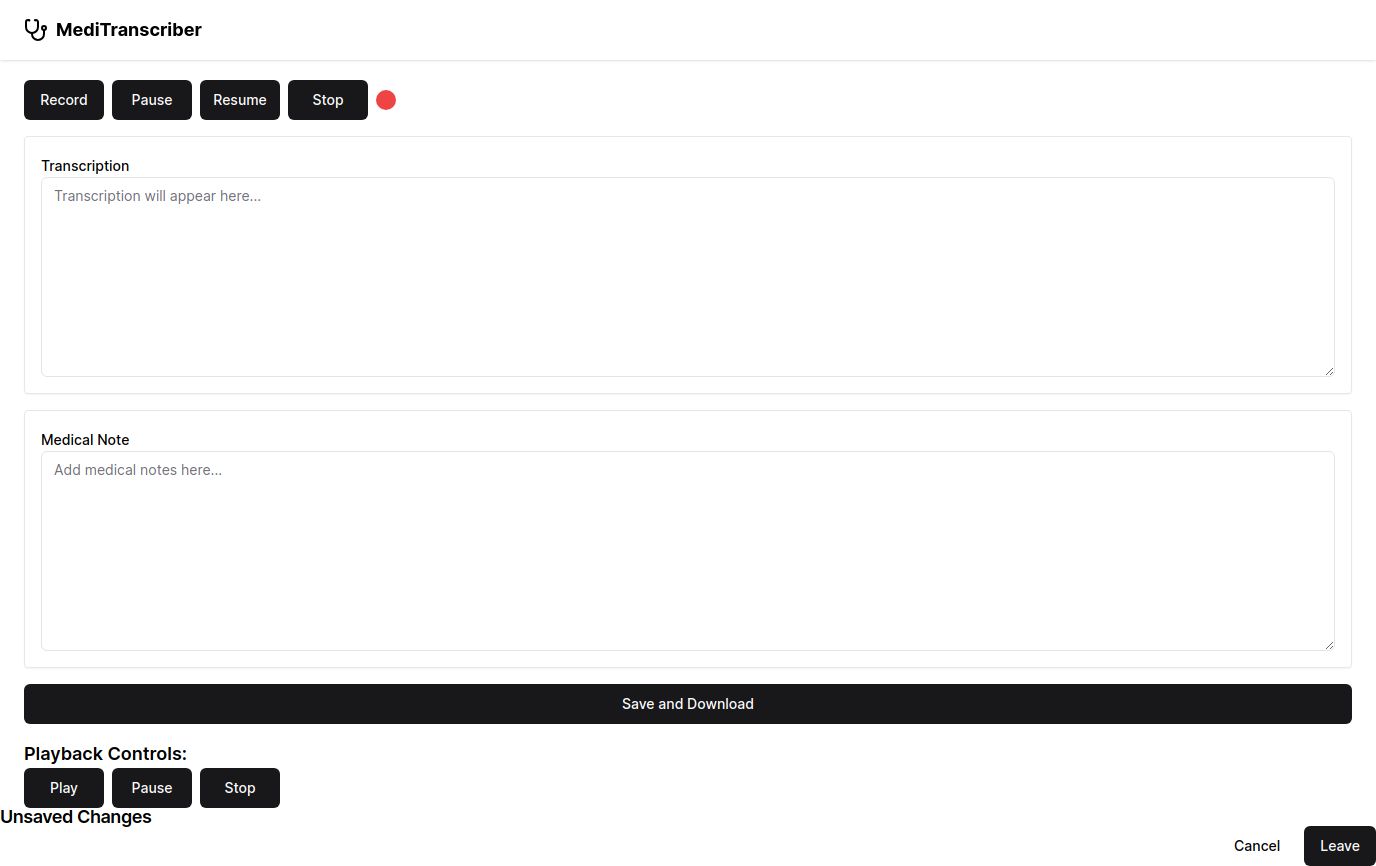 MediTranscriber
Record Pause Resume Stop
Transcription
Transcription will appear here...
Medical Note
Add medical notes here...
Save and Download
Playback Controls:
Play Pause Stop
Unsaved Changes
Cancel Leave